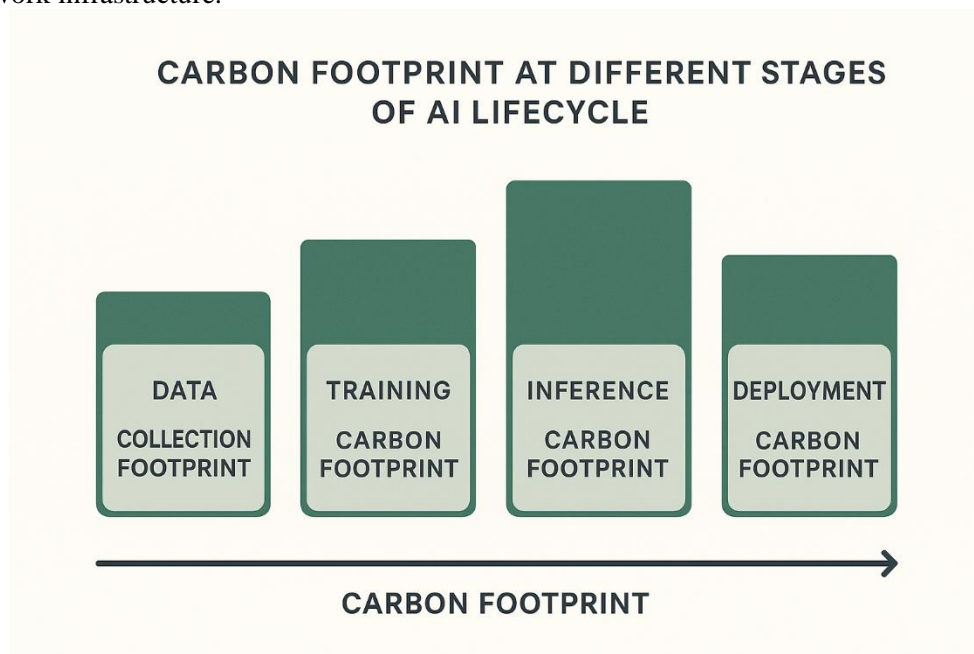 infrastructure.
CARBON FOOTPRINT AT DIFFERENT STAGES
OF AI LIFECYCLE
DATA
COLLECTION
FOOTPRINT
TRAINING
CARBON
FOOTPRINT
INFERENCE
CARBON
FOOTPRINT
DEPLOYMENT
CARBON
FOOTPRINT
CARBON FOOTPRINT